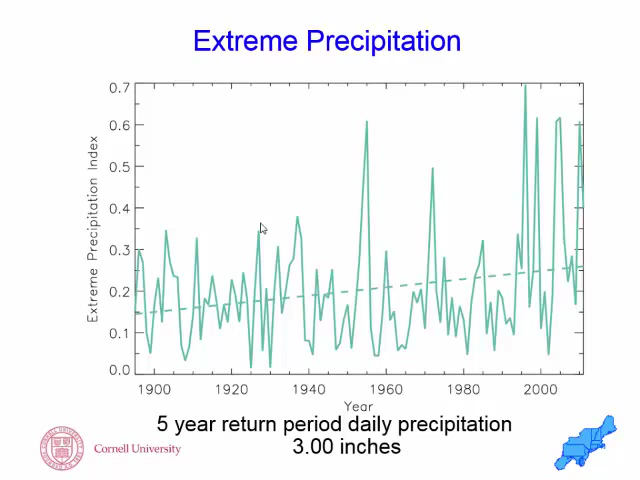 Extreme Precipitation
0.7
0.6
0.5
0.4
0.3
0.2
0.1
0.0
Extreme Precipitation Index
1900 1920 1940 1960 1980 2000
Year
5 year return period daily precipitation
3.00 inches
Cornell University